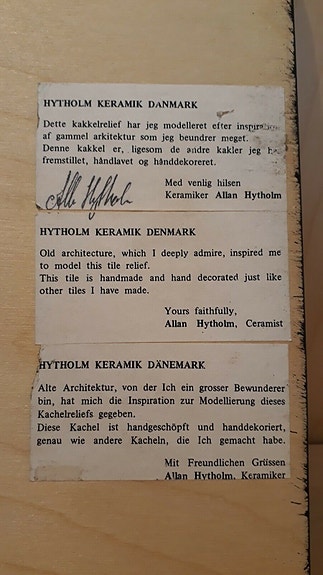 HYTHOLM KERAMIK DANMARK
Dette kakkelrelief har jeg modelleret efter
af gammel arkitektur som jeg beundrer meget.
Denne kakkel er, ligesom de andre kakler jeg
fremstillet, håndlavet og hånddekoreret.
Med venlig hilsen
Keramiker Allan Hytholm
HYTHOLM KERAMIK DENMARK
Old architecture, which I deeply admire, inspired me
to model this tile relief.
This tile is handmade and hand decorated just like
other tiles I have made.
Yours faithfully,
Allan Hytholm, Ceramist
HYTHOLM KERAMIK DÄNEMARK
Alte Architektur, von der Ich ein grosser Bewunderer
bin, hat mich die Inspiration zur Modellierung dieses
Kachelreliefs gegeben.
Diese Kachel ist handgeschöpft und handdekoriert,
genau wie andere Kacheln, die Ich gemacht habe.
Mit Freundlichen Grüssen
Allan Hytholm, Keramiker